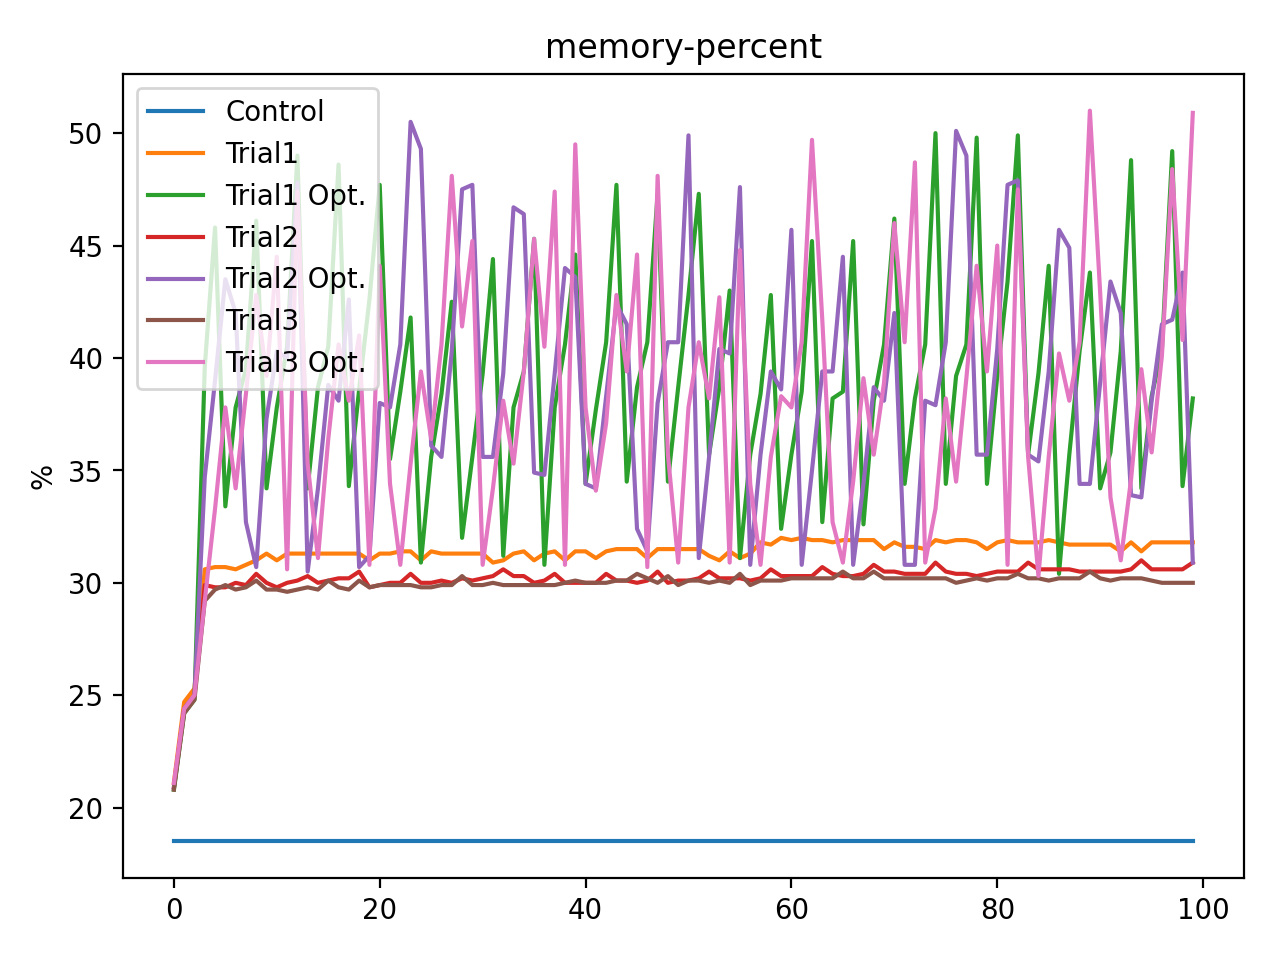 memory-percent
Control
Trial1
Trial1 Opt.
Trial2
Trial2 Opt.
Trial3
Trial3 Opt.
50
45
40
35
30
25
20
%
0 20 40 60 80 100